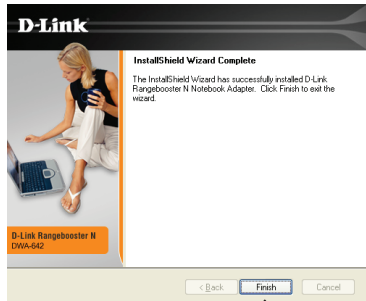 D-Link
InstallShield Wizard Complete
The InstallShield Wizard has successfully installed D-Link
Rangebooster N Notebook Adapter. Click Finish to exit the
wizard.
D-Link Rangebooster N
DWA-642
< Back
Finish
Cancel